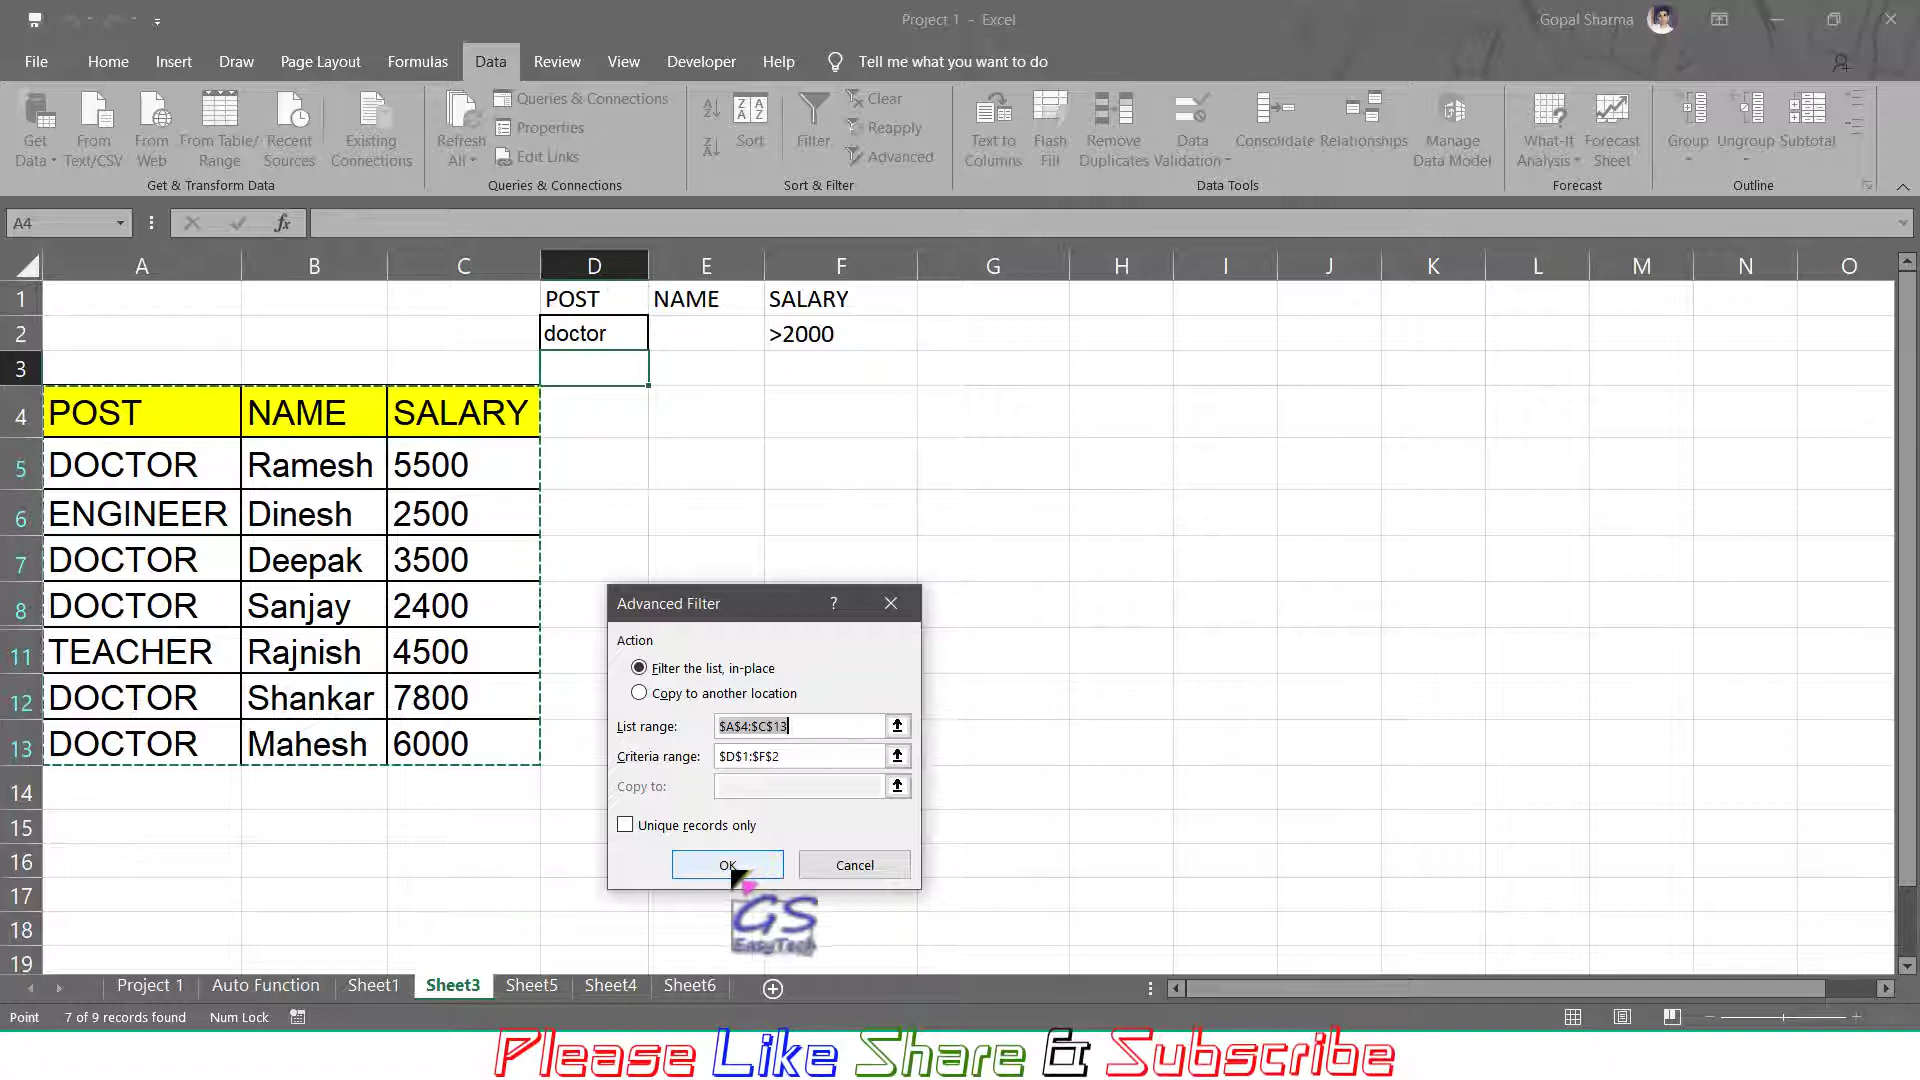 Project 1 - Excel
Gopal Sharma
File Home Insert Draw Page Layout Formulas Data Review View Developer Help Tell me what you want to do
Get Data
From Text/CSV
From Web
From Table/ Range
Recent Sources
Existing Connections
Get & Transform Data
Refresh All
Queries & Connections
Properties
Edit Links
Queries & Connections
Sort
Filter
Clear
Reapply
Advanced
Sort & Filter
Text to Columns
Flash Fill
Remove Duplicates
Data Validation
Consolidate
Relationships
Manage Data Model
Data Tools
What-If Analysis
Forecast Sheet
Forecast
Group
Ungroup
Subtotal
Outline
A4 fx
A B C D E F G H I J K L M N O
1 POST NAME SALARY
2 doctor >2000
3
4 POST NAME SALARY
5 DOCTOR Ramesh 5500
6 ENGINEER Dinesh 2500
7 DOCTOR Deepak 3500
8 DOCTOR Sanjay 2400
11 TEACHER Rajnish 4500
12 DOCTOR Shankar 7800
13 DOCTOR Mahesh 6000
14
15
16
17
18
19
Advanced Filter ?
Action
Filter the list, in-place
Copy to another location
List range: $A$4:$C$13
Criteria range: $D$1:$F$2
Copy to:
Unique records only
OK Cancel
GS
EasyTech
Project 1 Auto Function Sheet1 Sheet3 Sheet5 Sheet4 Sheet6
Point 7 of 9 records found Num Lock
Please Like Share & Subscribe